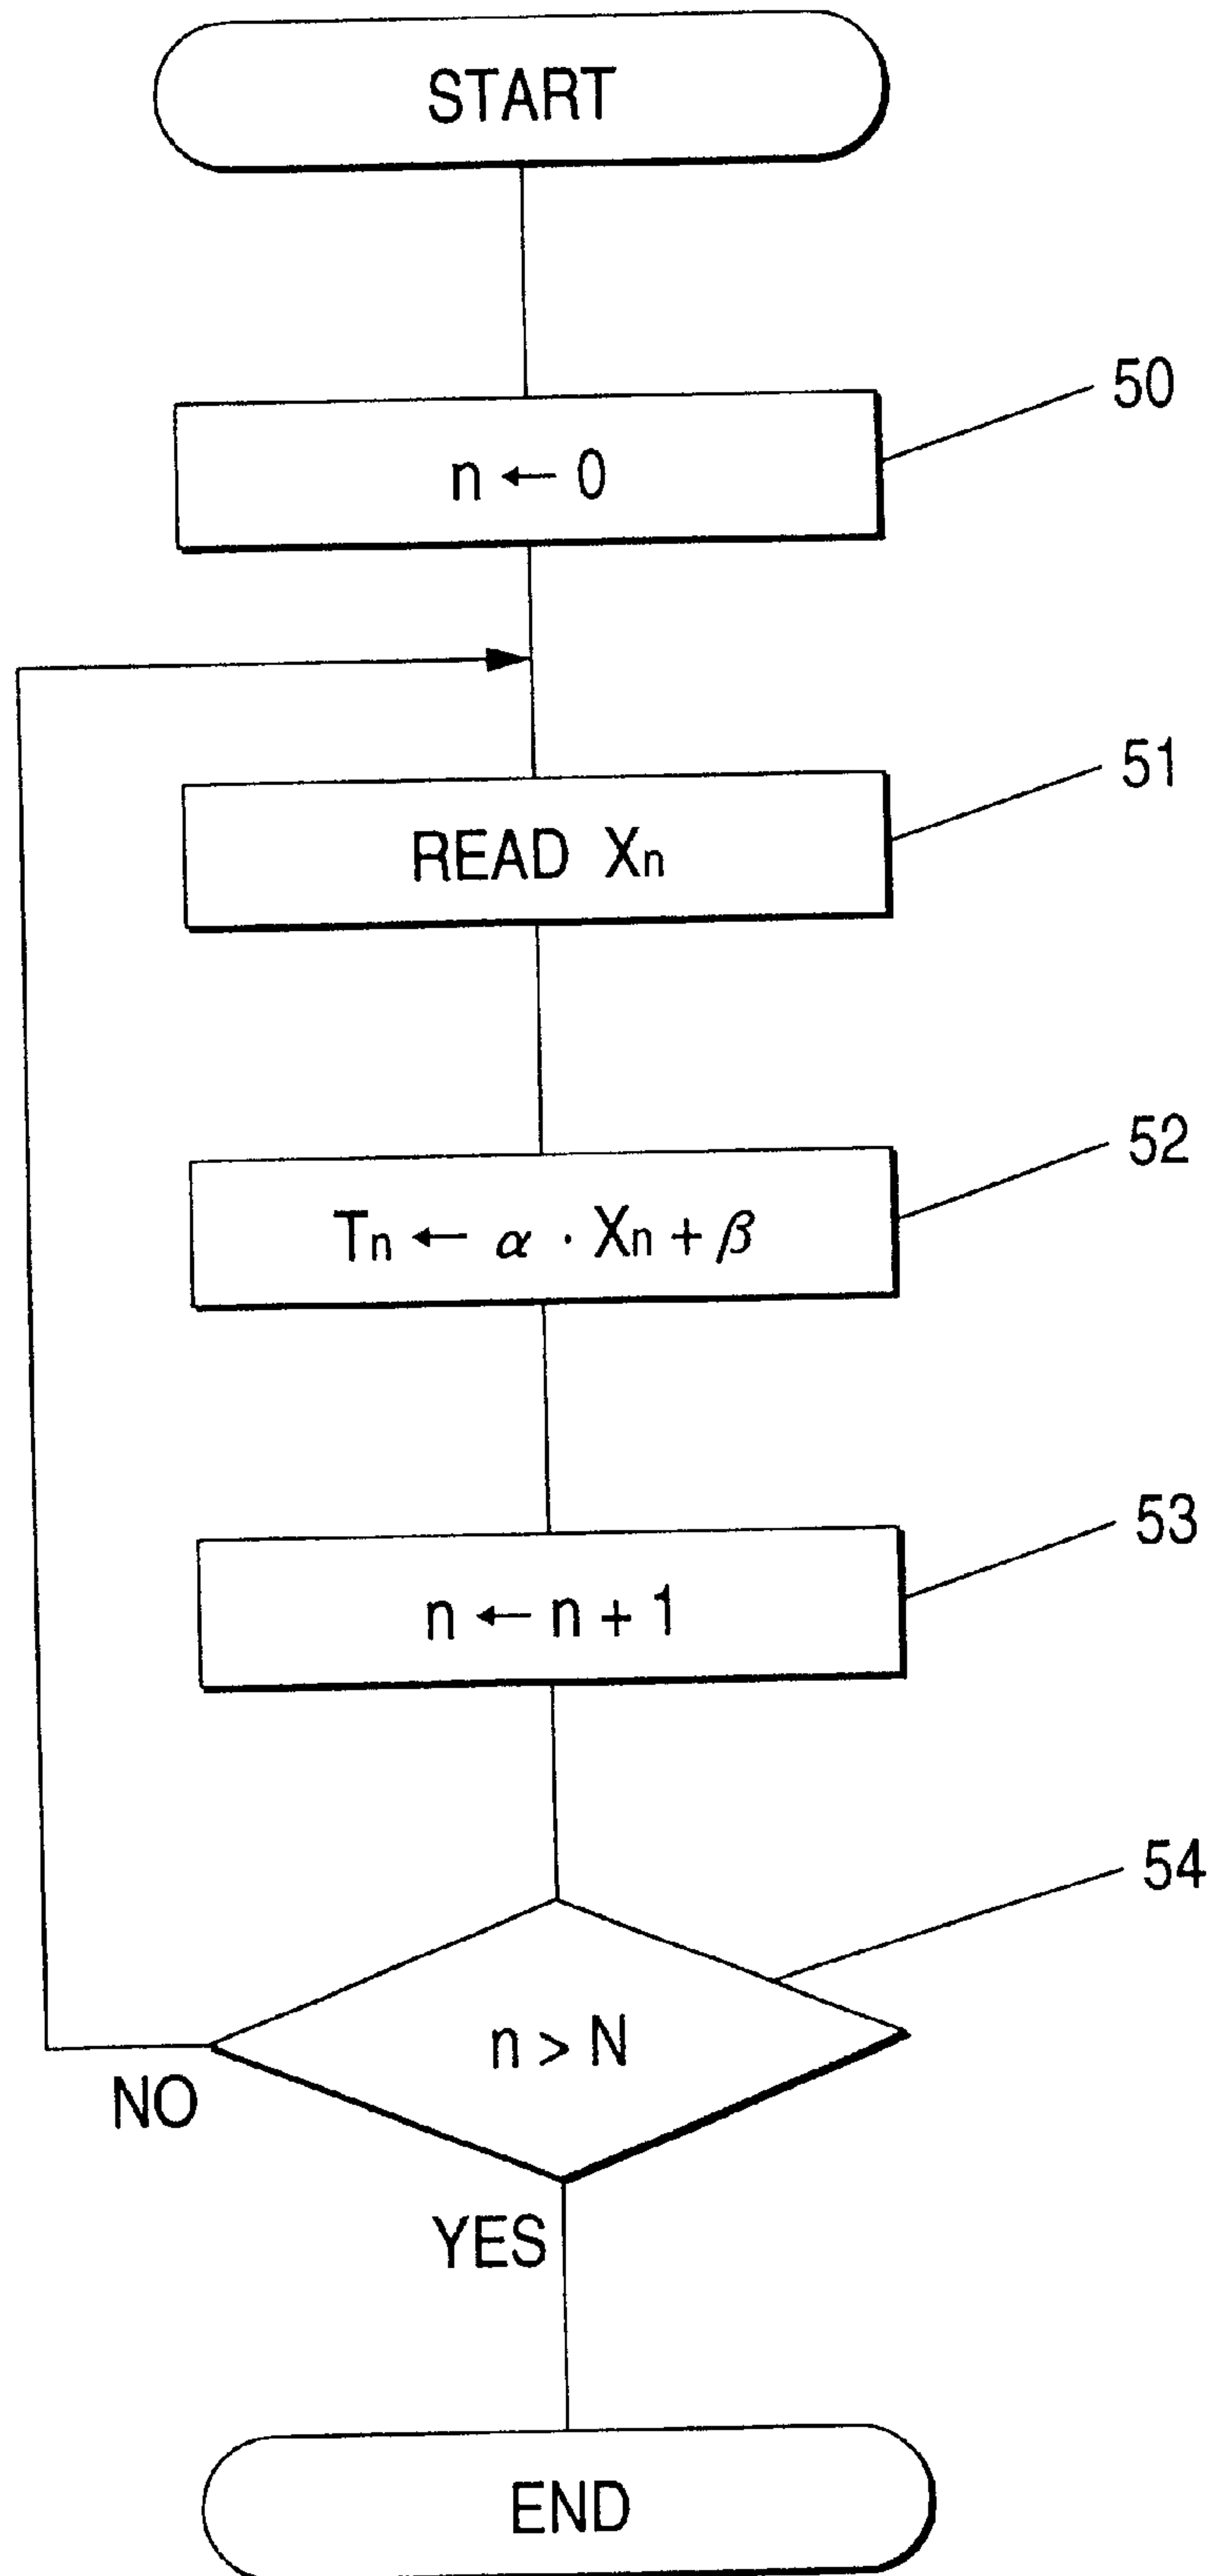 START
n ← 0
50
READ Xn
51
Tn ← α · Xn + β
52
n ← n + 1
53
n > N
54
NO
YES
END